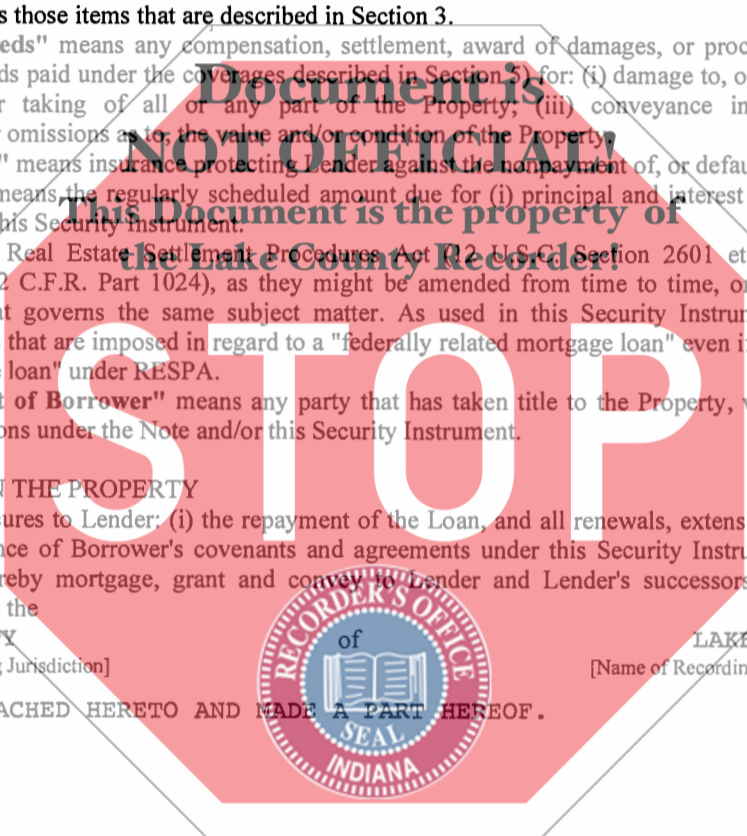 s those items that are described in Section 3.
eds" means any compensation, settlement, award of damages, or proc
ds paid under the coverages described in Section 5) for: (i) damage to, o
r taking of all or any part of the Property; (iii) conveyance in
omissions as to, the value and/or condition of the Property.
" means insurance protecting Lender against the nonpayment of, or defau
means the regularly scheduled amount due for (i) principal and interest
his Security Instrument.
Real Estate Settlement Procedures Act (12 U.S.C. Section 2601 et
2 C.F.R. Part 1024), as they might be amended from time to time, or
t governs the same subject matter. As used in this Security Instrum
that are imposed in regard to a "federally related mortgage loan" even i
loan" under RESPA.
t of Borrower" means any party that has taken title to the Property, w
ons under the Note and/or this Security Instrument.
N THE PROPERTY
ures to Lender: (i) the repayment of the Loan, and all renewals, extens
nce of Borrower's covenants and agreements under this Security Instru
reby mortgage, grant and convey to Lender and Lender's successors
the
Y of LAKE
Jurisdiction] [Name of Recordin
ACHED HERETO AND MADE A PART HEREOF.
Document is
NOT OFFICIAL!
This Document is the property of
the Lake County Recorder!
STOP
RECORDER'S OFFICE
SEAL
INDIANA